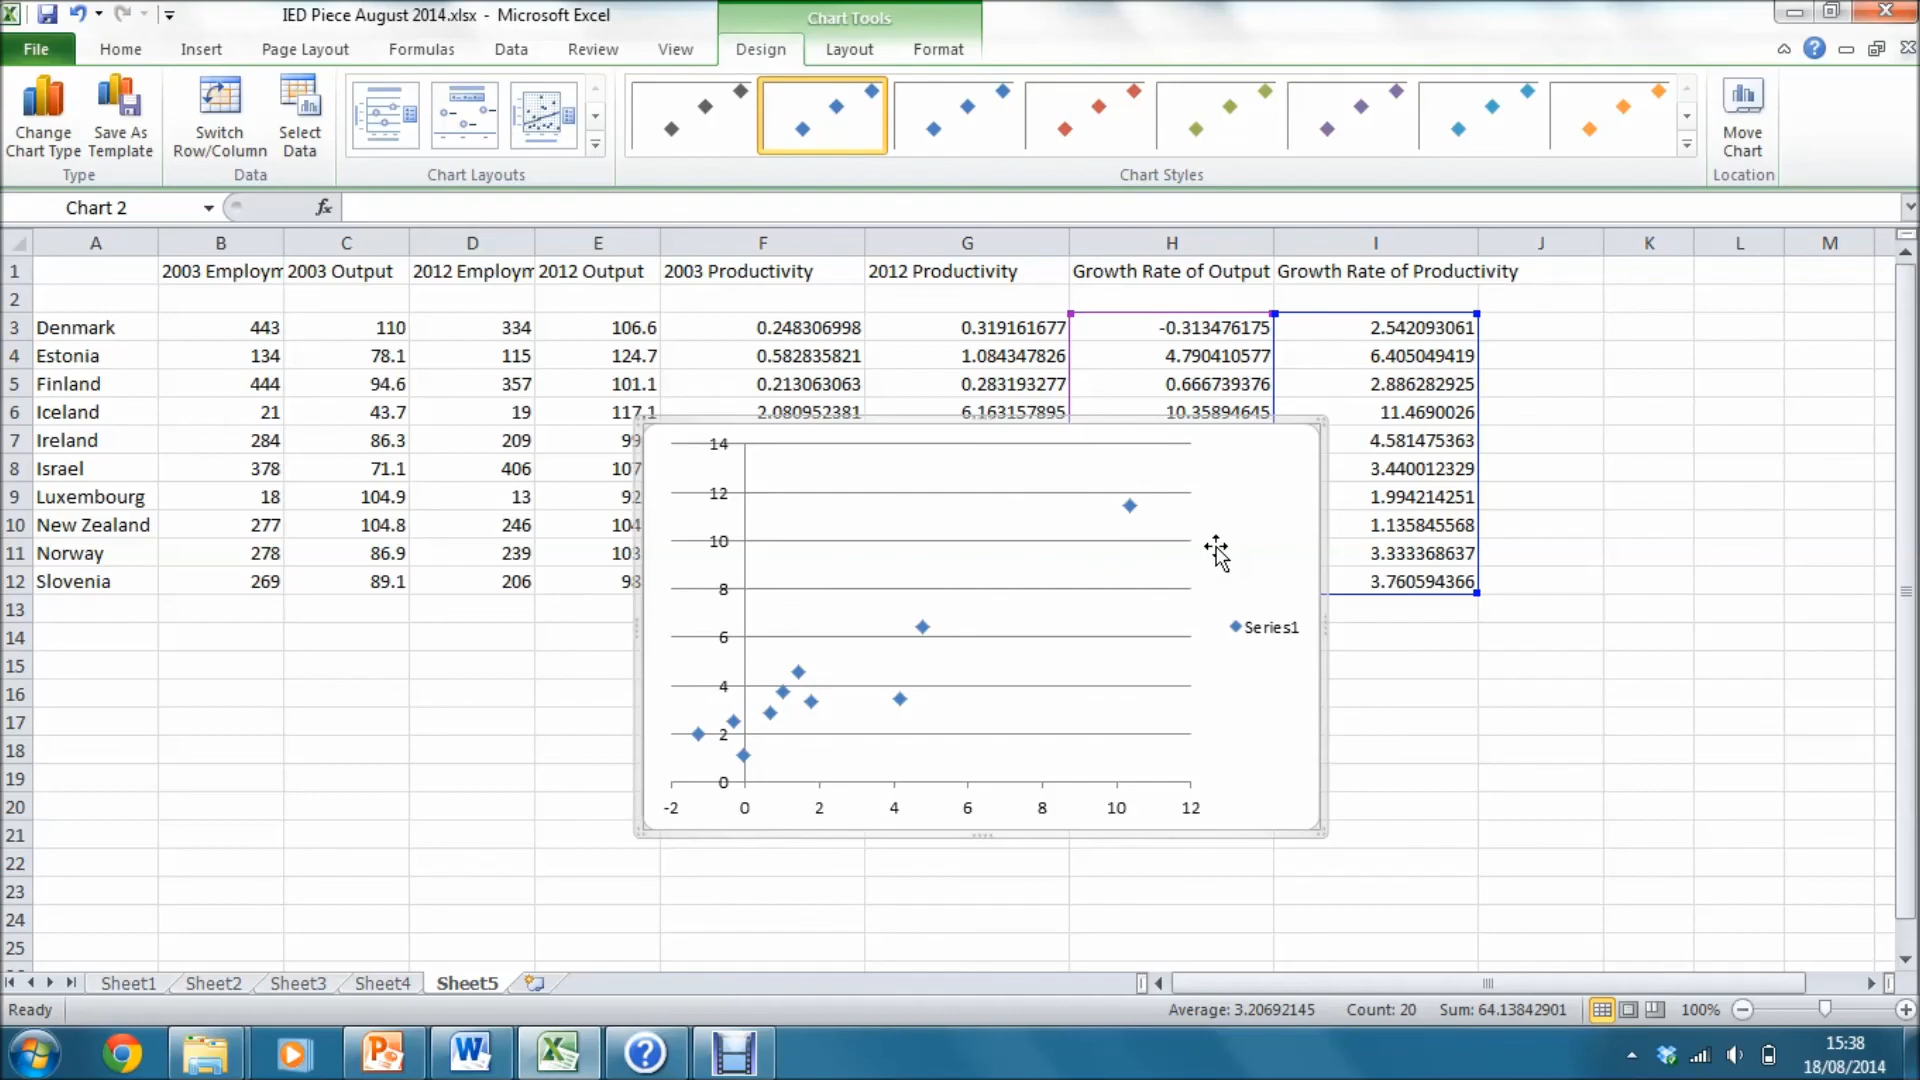 IED Piece August 2014.xlsx - Microsoft Excel
Chart Tools
File Home Insert Page Layout Formulas Data Review View Design Layout Format
Change Chart Type
Save As Template
Switch Row/Column
Select Data
Move Chart
Type Data Chart Layouts Chart Styles Location
Chart 2 fx
A B C D E F G H I J K L M
1 2003 Employm 2003 Output 2012 Employm 2012 Output 2003 Productivity 2012 Productivity Growth Rate of Output Growth Rate of Productivity
2
3 Denmark 443 110 334 106.6 0.248306998 0.319161677 -0.313476175 2.542093061
4 Estonia 134 78.1 115 124.7 0.582835821 1.084347826 4.790410577 6.405049419
5 Finland 444 94.6 357 101.1 0.213063063 0.283193277 0.666739376 2.886282925
6 Iceland 21 43.7 19 117.1 2.080952381 6.163157895 10.35894645 11.4690026
7 Ireland 284 86.3 209 99 4.581475363
8 Israel 378 71.1 406 107 3.440012329
9 Luxembourg 18 104.9 13 92 1.994214251
10 New Zealand 277 104.8 246 104 1.135845568
11 Norway 278 86.9 239 103 3.333368637
12 Slovenia 269 89.1 206 98 3.760594366
13
14
15
16
17
18
19
20
21
22
23
24
25
14
12
10
8
6
4
2
0
-2 0 2 4 6 8 10 12
Series1
Sheet1 Sheet2 Sheet3 Sheet4 Sheet5
Ready Average: 3.20692145 Count: 20 Sum: 64.13842901 100%
15:38
18/08/2014